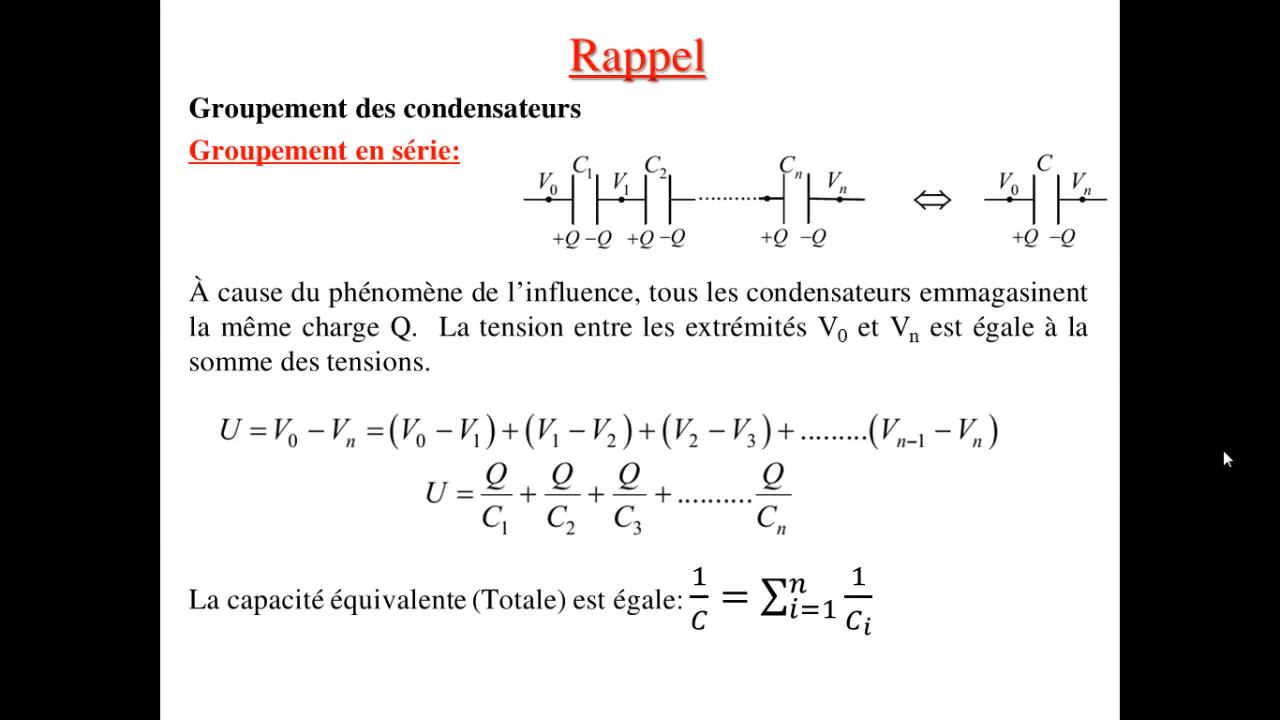 Rappel
Groupement des condensateurs
Groupement en série:
V₀ C₁ V₁ C₂ Cₙ Vₙ ⇔ V₀ C Vₙ
+Q −Q +Q −Q +Q −Q +Q −Q
À cause du phénomène de l’influence, tous les condensateurs emmagasinent
la même charge Q. La tension entre les extrémités V₀ et Vₙ est égale à la
somme des tensions.
U = V₀ − Vₙ = (V₀ − V₁) + (V₁ − V₂) + (V₂ − V₃) + .........(Vₙ₋₁ − Vₙ)
U = Q/C₁ + Q/C₂ + Q/C₃ + ..........Q/Cₙ
La capacité équivalente (Totale) est égale: 1/C = ∑ⁿᵢ₌₁ 1/Cᵢ